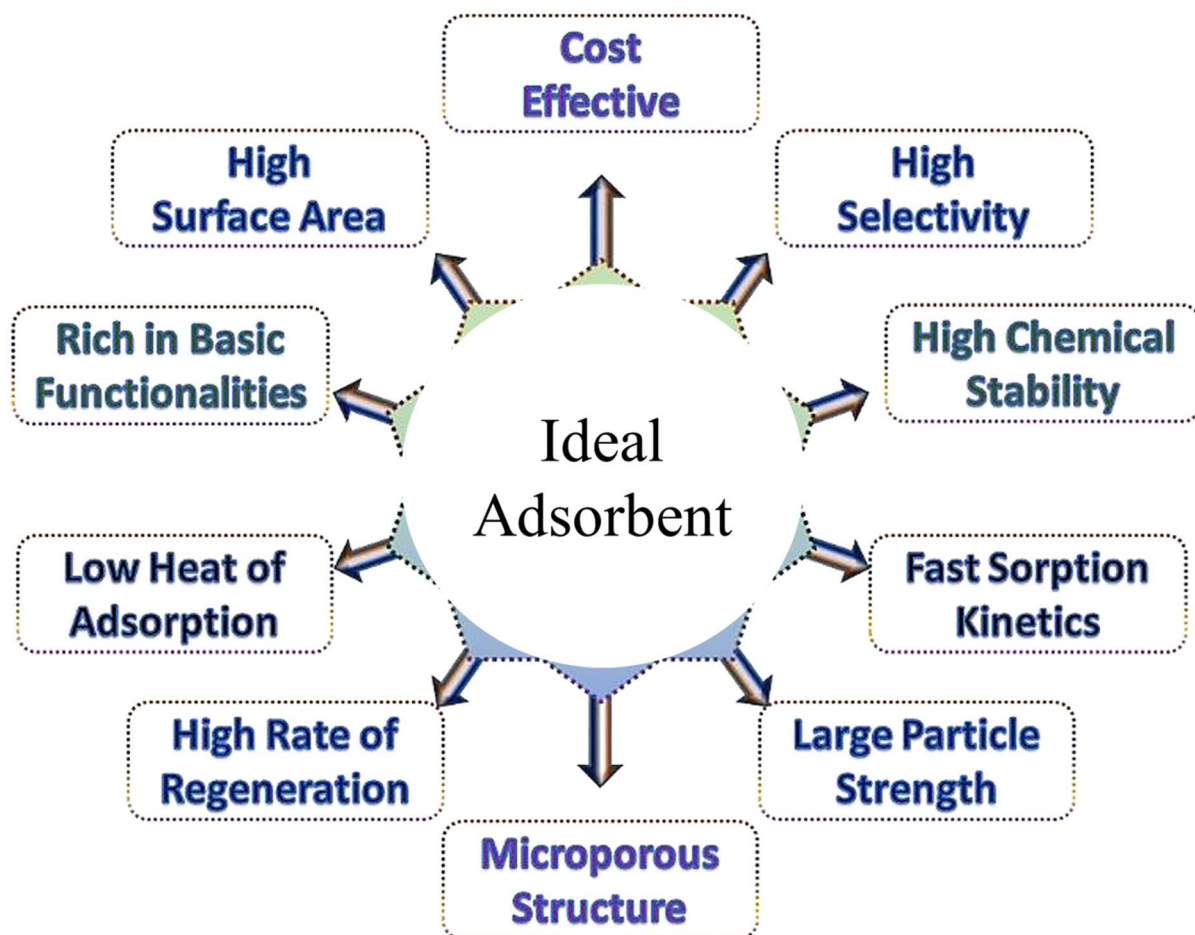 Cost
Effective
High
Surface Area
High
Selectivity
Rich in Basic
Functionalities
High Chemical
Stability
Ideal
Adsorbent
Low Heat of
Adsorption
Fast Sorption
Kinetics
High Rate of
Regeneration
Large Particle
Strength
Microporous
Structure